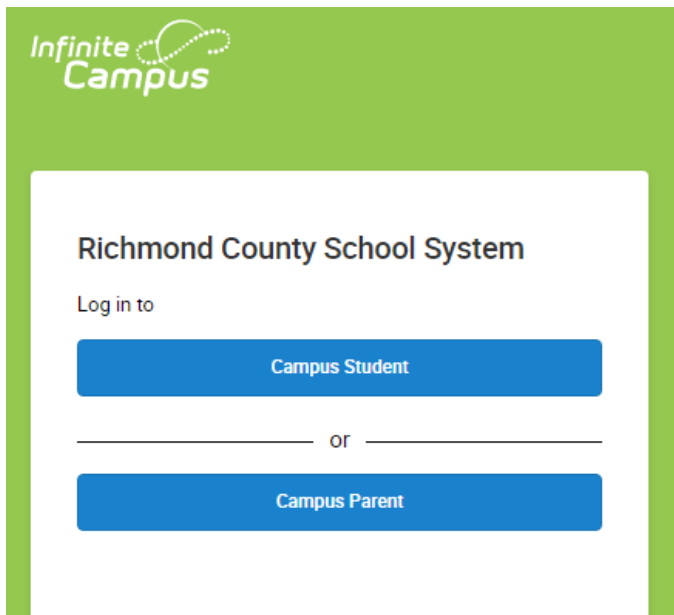 Infinite
Campus
Richmond County School System
Log in to
Campus Student
or
Campus Parent